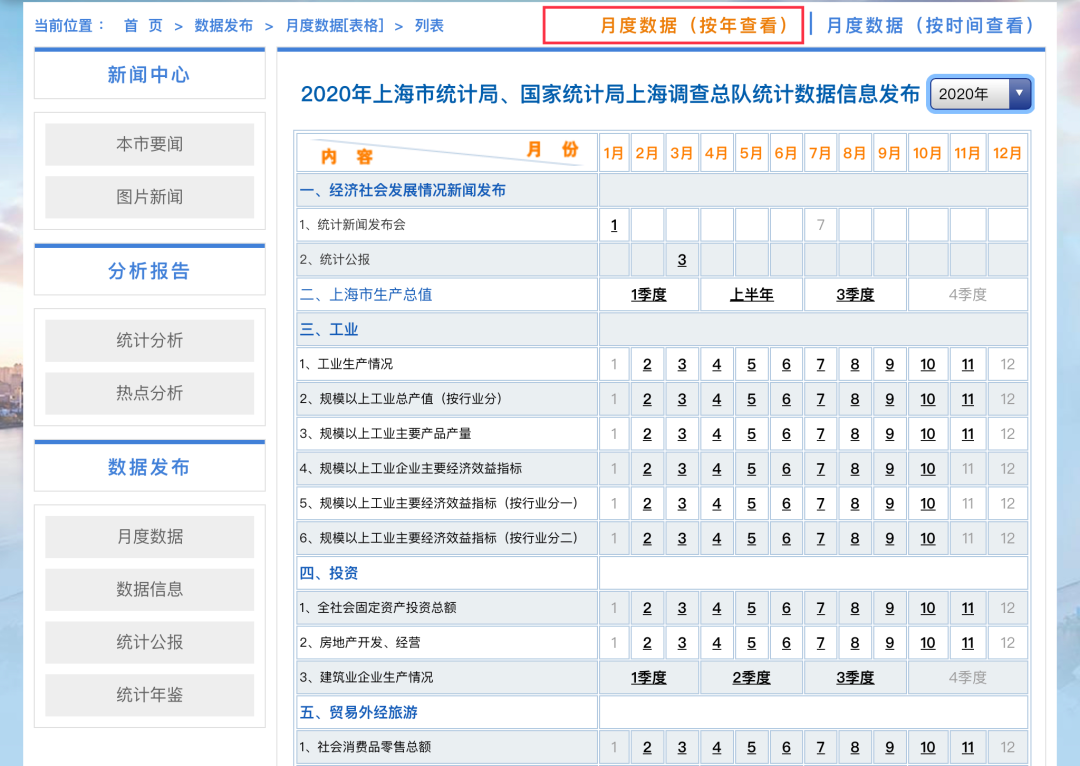 当前位置： 首 页 > 数据发布 > 月度数据[表格] > 列表
月度数据（按年查看） | 月度数据（按时间查看）
新闻中心
本市要闻
图片新闻
分析报告
统计分析
热点分析
数据发布
月度数据
数据信息
统计公报
统计年鉴
2020年上海市统计局、国家统计局上海调查总队统计数据信息发布 2020年
内 容 月 份 1月 2月 3月 4月 5月 6月 7月 8月 9月 10月 11月 12月
一、经济社会发展情况新闻发布
1、统计新闻发布会 1 7
2、统计公报 3
二、上海市生产总值 1季度 上半年 3季度 4季度
三、工业
1、工业生产情况 1 2 3 4 5 6 7 8 9 10 11 12
2、规模以上工业总产值（按行业分） 1 2 3 4 5 6 7 8 9 10 11 12
3、规模以上工业主要产品产量 1 2 3 4 5 6 7 8 9 10 11 12
4、规模以上工业企业主要经济效益指标 1 2 3 4 5 6 7 8 9 10 11 12
5、规模以上工业主要经济效益指标（按行业分一） 1 2 3 4 5 6 7 8 9 10 11 12
6、规模以上工业主要经济效益指标（按行业分二） 1 2 3 4 5 6 7 8 9 10 11 12
四、投资
1、全社会固定资产投资总额 1 2 3 4 5 6 7 8 9 10 11 12
2、房地产开发、经营 1 2 3 4 5 6 7 8 9 10 11 12
3、建筑业企业生产情况 1季度 2季度 3季度 4季度
五、贸易外经旅游
1、社会消费品零售总额 1 2 3 4 5 6 7 8 9 10 11 12